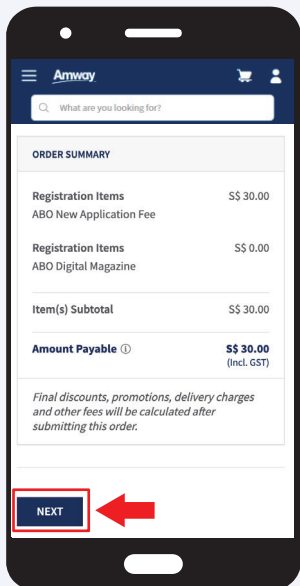 Amway
What are you looking for?
ORDER SUMMARY
Registration Items S$ 30.00
ABO New Application Fee
Registration Items S$ 0.00
ABO Digital Magazine
Item(s) Subtotal S$ 30.00
Amount Payable ⓘ S$ 30.00
(Incl. GST)
Final discounts, promotions, delivery charges
and other fees will be calculated after
submitting this order.
NEXT